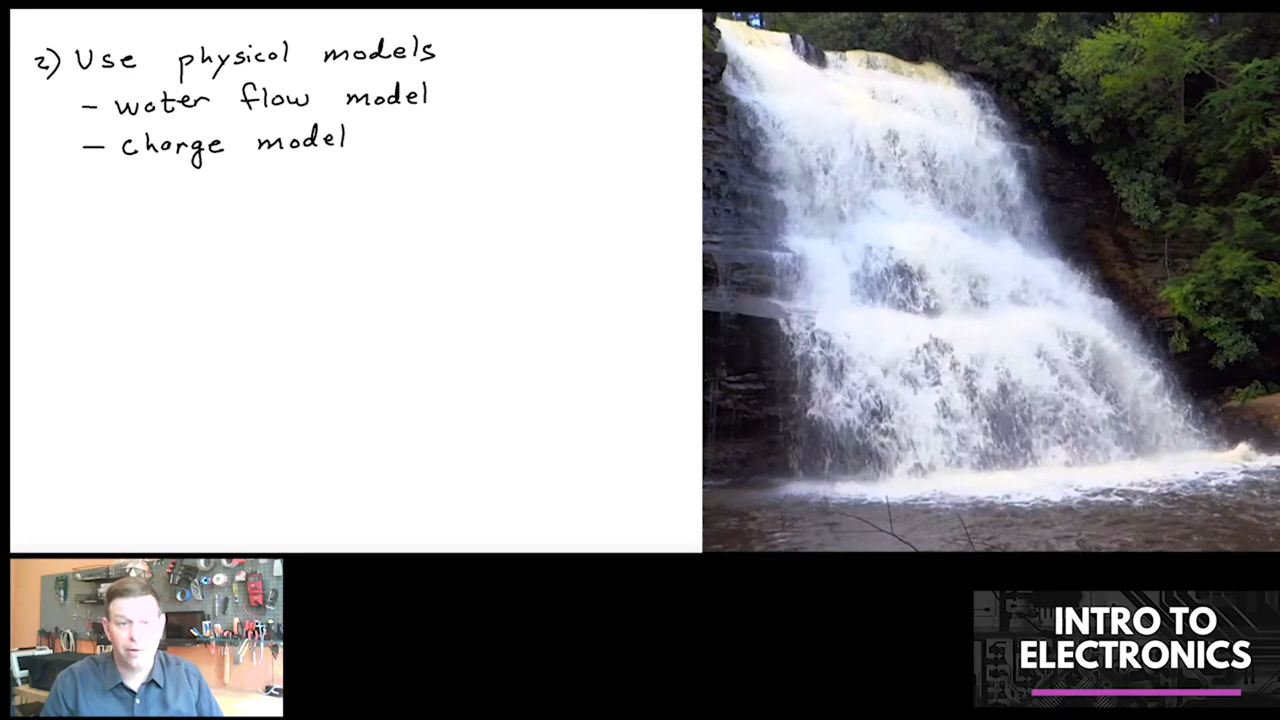 2) Use physical models
- water flow model
- charge model
INTRO TO
ELECTRONICS